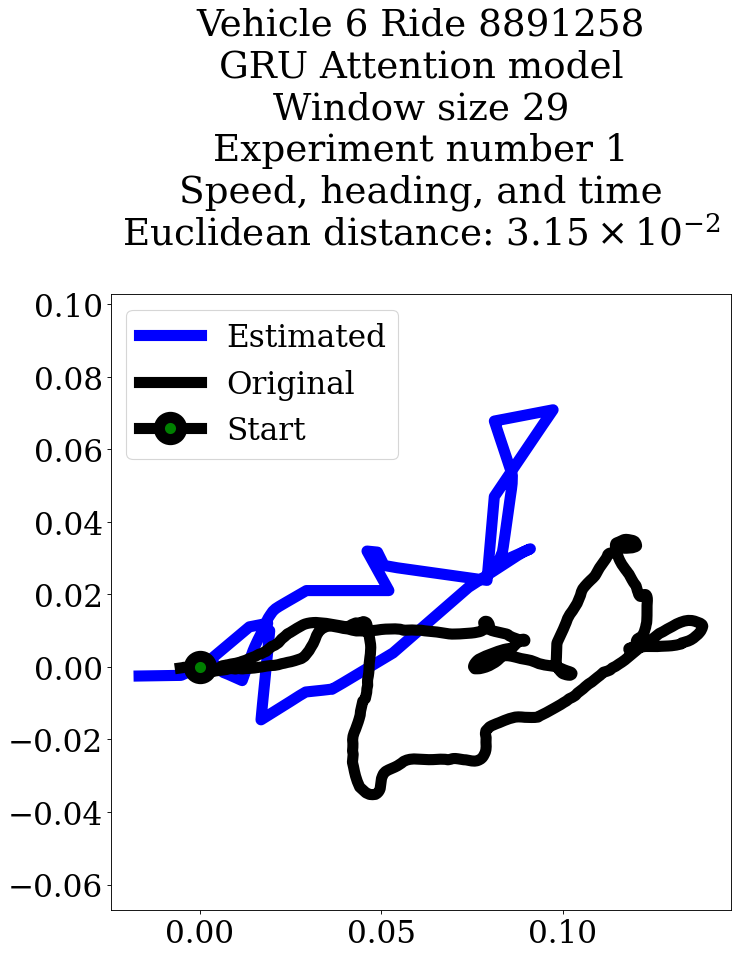 Vehicle 6 Ride 8891258
GRU Attention model
Window size 29
Experiment number 1
Speed, heading, and time
Euclidean distance: 3.15 × 10⁻²
0.10
0.08
0.06
0.04
0.02
0.00
−0.02
−0.04
−0.06
Estimated
Original
Start
0.00 0.05 0.10